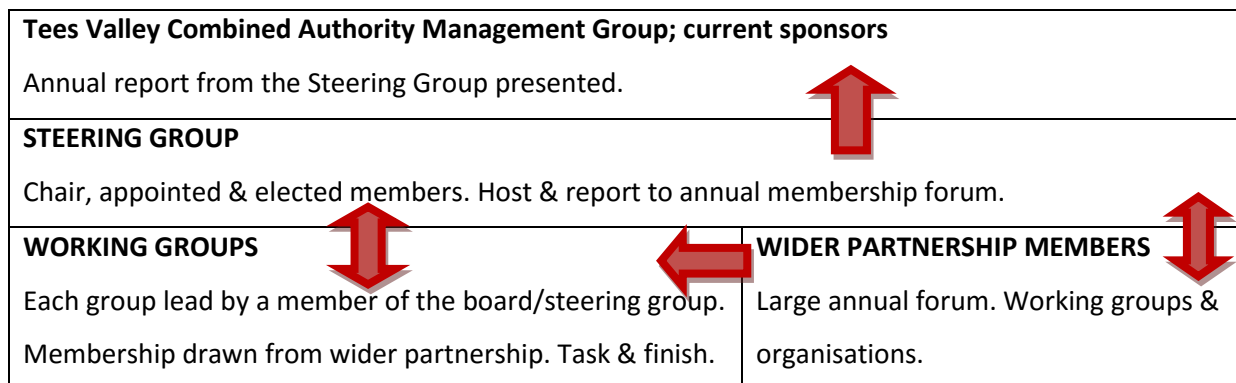 Tees Valley Combined Authority Management Group; current sponsors
Annual report from the Steering Group presented.
STEERING GROUP
Chair, appointed & elected members. Host & report to annual membership forum.
WORKING GROUPS
Each group lead by a member of the board/steering group.
Membership drawn from wider partnership. Task & finish.
WIDER PARTNERSHIP MEMBERS
Large annual forum. Working groups &
organisations.